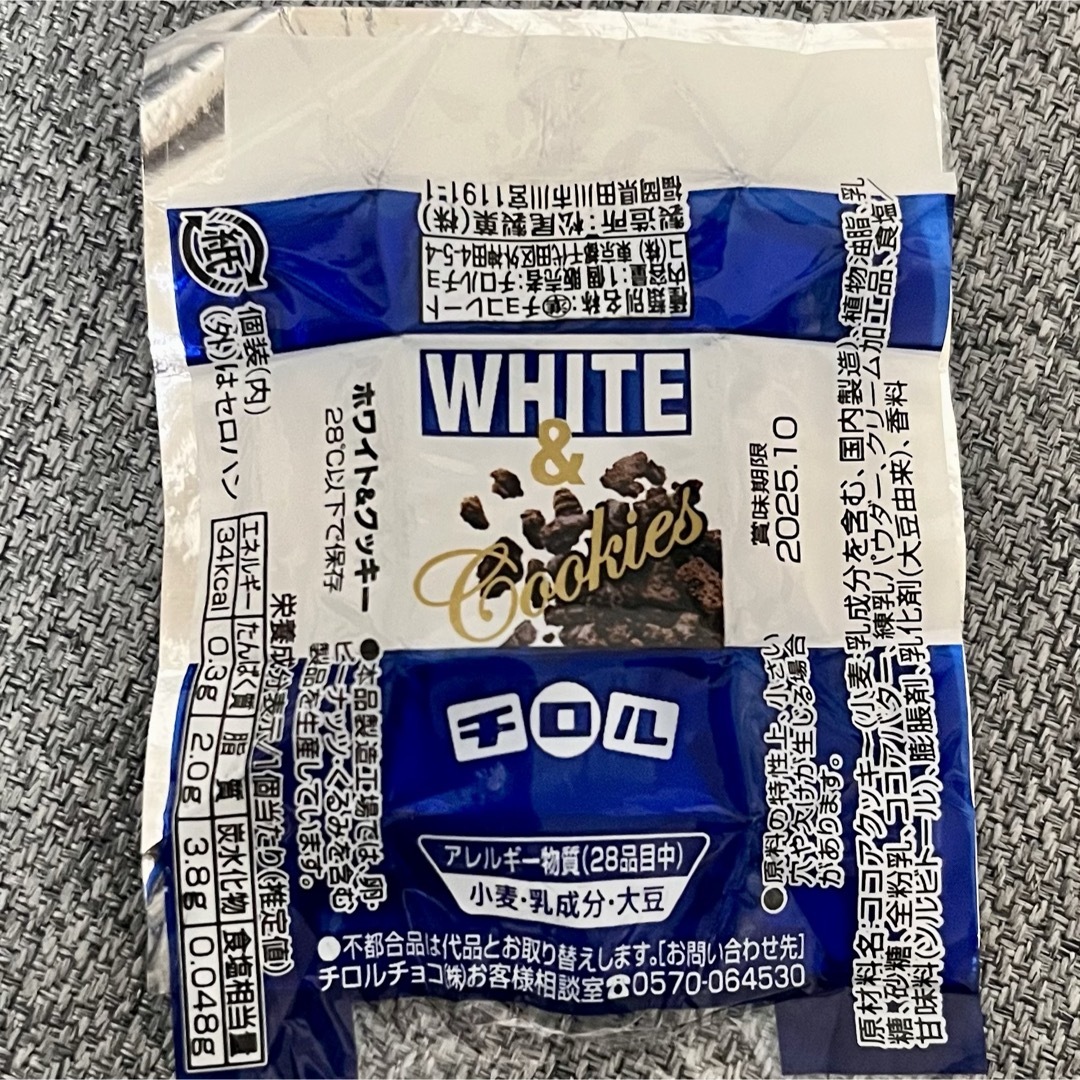 製造所:松尾製菓(株)
福岡県田川市川宮1191-1
種類別名称:準チョコレート
内容量:1個 販売者:チロルチョ
コ(株) 東京都千代田区外神田4-5-4
紙
個装(内)
(外)はセロハン
WHITE
&
Cookies
ホワイト&クッキー
28℃以下で保存
賞味期限
2025.10
チロル
栄養成分表示/1個当たり(推定値)
エネルギー たんぱく質 脂質 炭水化物 食塩相当量
34kcal 0.3g 2.0g 3.8g 0.048g
●本品製造工場では、卵・
ピーナッツ・くるみを含む
製品を生産しています。
●原料の特性上、小さい
穴や欠けが生じる場合
があります。
原材料名:ココアクッキー(小麦・乳成分を含む、国内製造)、植物油脂、乳
糖、砂糖、全粉乳、ココアバター、練乳パウダー、クリーム加工品、食塩/
甘味料(ソルビトール)、膨脹剤、乳化剤(大豆由来)、香料
アレルギー物質(28品目中)
小麦・乳成分・大豆
●不都合品は代品とお取り替えします。[お問い合わせ先]
チロルチョコ(株)お客様相談室☎0570-064530